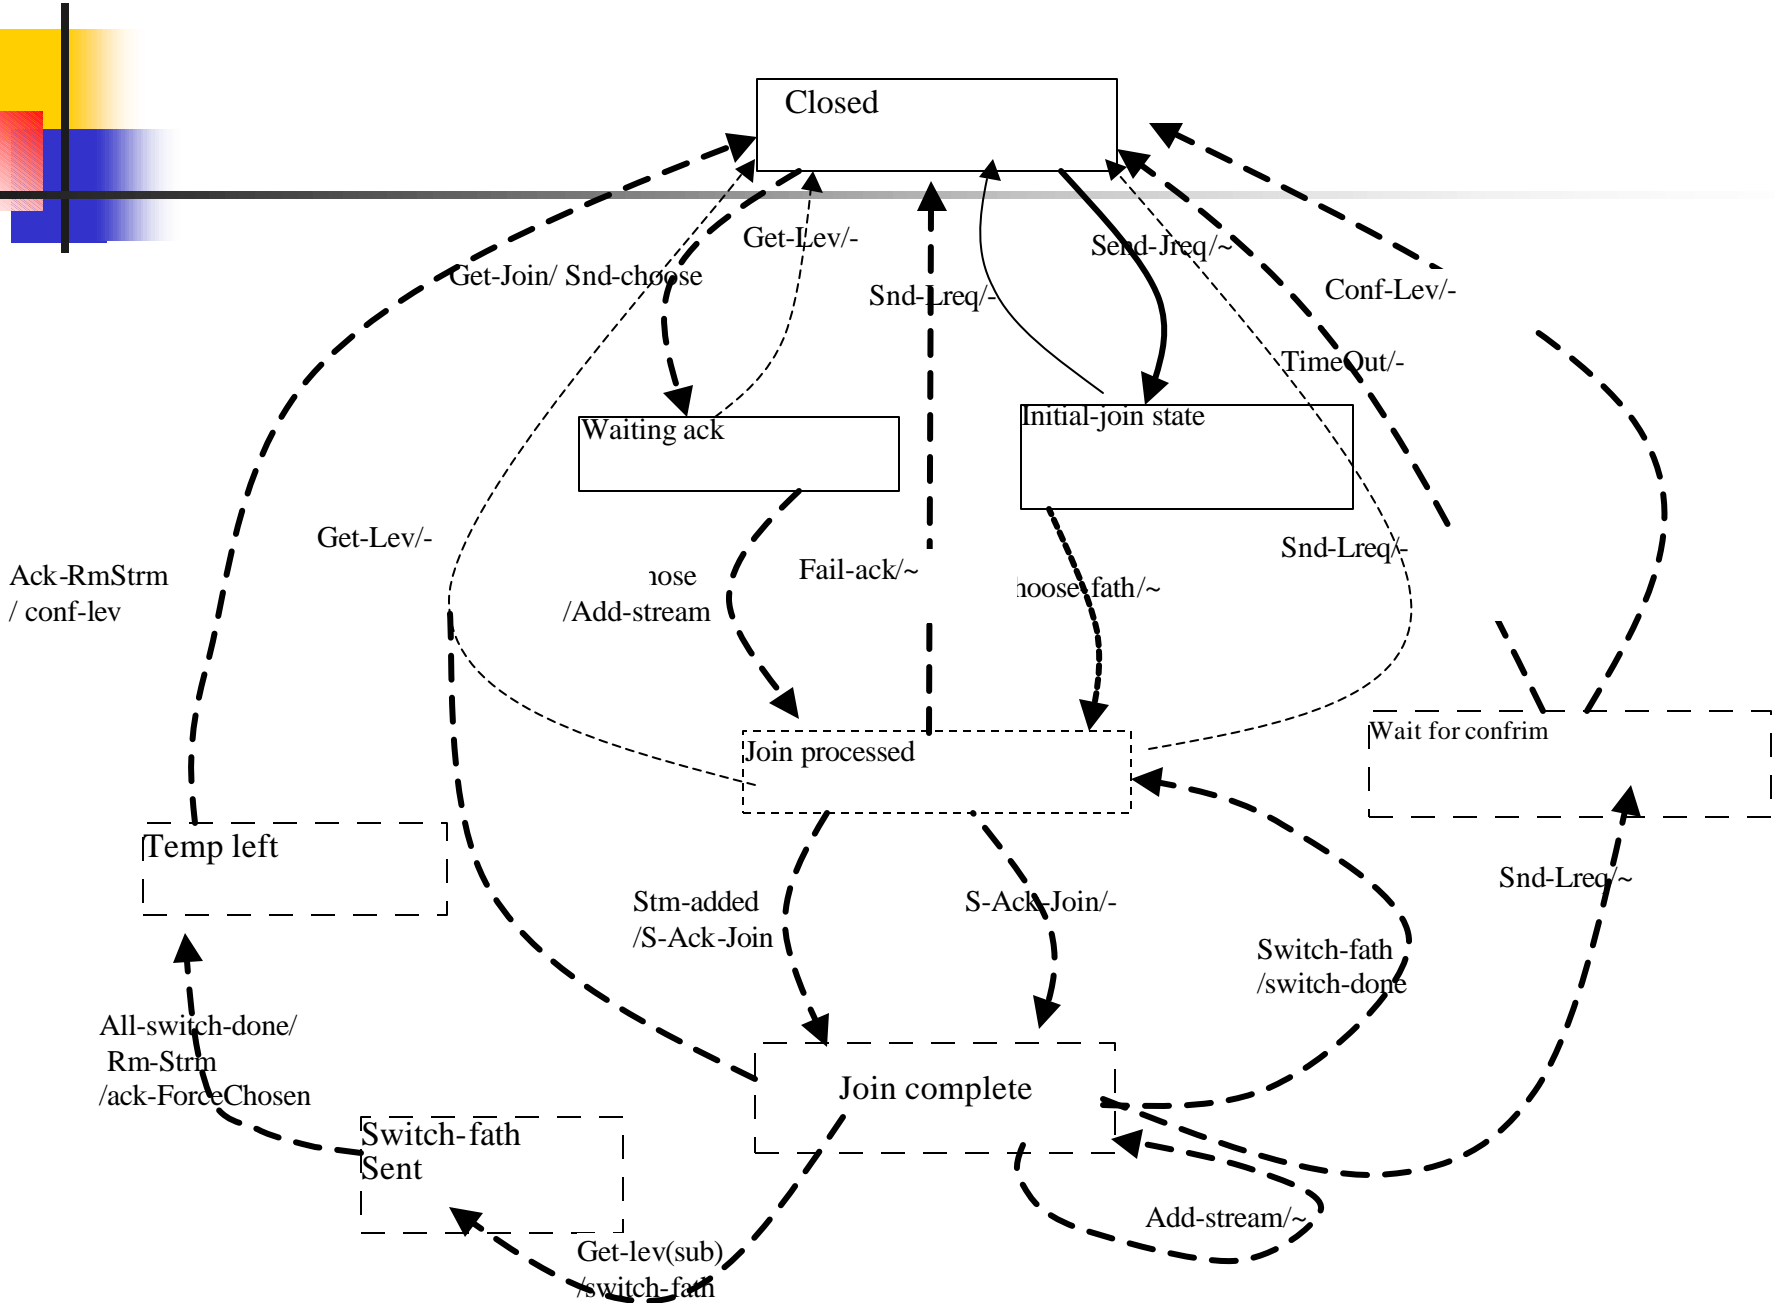 Closed
Get-Lev/-
Send-Jreq/~
Get-Join/ Snd-choose
Snd-Lreq/-
Conf-Lev/-
TimeOut/-
Waiting ack
Initial-join state
Get-Lev/-
Snd-Lreq/-
Ack-RmStrm
/ conf-lev
/Add-stream
Fail-ack/~
Join processed
Wait for confrim
Temp left
Stm-added
/S-Ack-Join
S-Ack-Join/-
Snd-Lreq/~
Switch-fath
/switch-done
All-switch-done/
Rm-Strm
/ack-ForceChosen
Join complete
Switch-fath
Sent
Add-stream/~
Get-lev(sub)
/switch-fath